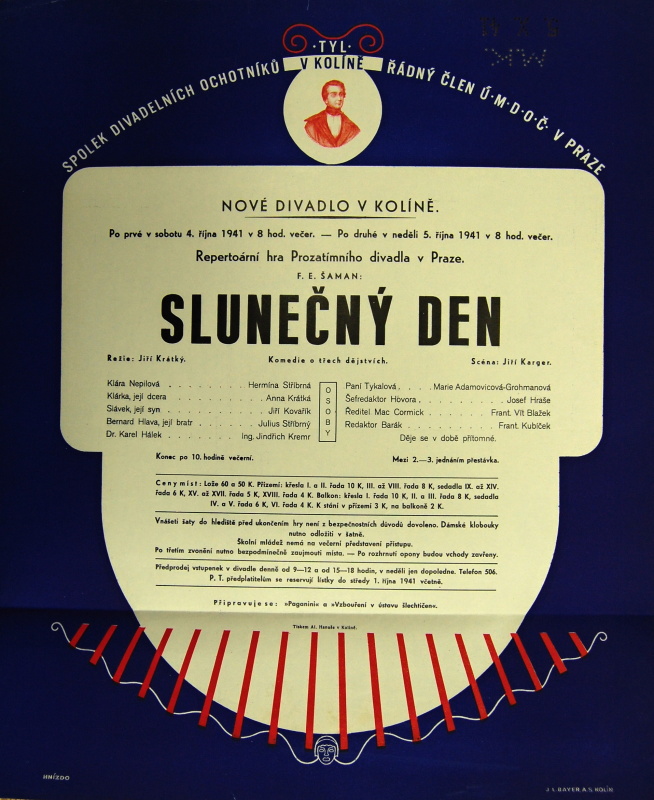 ·TYL·
V KOLÍNĚ
SPOLEK DIVADELNÍCH OCHOTNÍKŮ
ŘÁDNÝ ČLEN Ú·M·D·O·Č· V PRAZE
NOVÉ DIVADLO V KOLÍNĚ.
Po prvé v sobotu 4. října 1941 v 8 hod. večer. — Po druhé v neděli 5. října 1941 v 8 hod. večer.
Repertoární hra Prozatímního divadla v Praze.
F. E. ŠAMAN:
SLUNEČNÝ DEN
Režie: Jiří Krátký. Komedie o třech dějstvích. Scéna: Jiří Karger.
OSOBY
Klára Nepilová . . . . . . . . Hermína Stříbrná
Klárka, její dcera . . . . . . . . Anna Krátká
Slávek, její syn . . . . . . . . Jiří Kovařík
Bernard Hlava, její bratr . . . . . . Julius Stříbrný
Dr. Karel Hálek . . . . . . . Ing. Jindřich Kremr
Paní Tykalová . . . Marie Adamovicová-Grohmanová
Šefredaktor Hovora . . . . . . . . Josef Hraše
Ředitel Mac Cormick . . . . . Frant. Vít Blažek
Redaktor Barák . . . . . . . . Frant. Kubíček
Děje se v době přítomné.
Konec po 10. hodině večerní. Mezi 2.—3. jednáním přestávka.
Ceny míst: Lože 60 a 50 K. Přízemí: křesla I. a II. řada 10 K, III. až VIII. řada 8 K, sedadla IX. až XIV.
řada 6 K, XV. až XVII. řada 5 K, XVIII. řada 4 K. Balkon: křesla I. řada 10 K, II. a III. řada 8 K, sedadla
IV. a V. řada 6 K, VI. řada 4 K. K stání v přízemí 3 K, na balkoně 2 K.
Vnášeti šaty do hlediště před ukončením hry není z bezpečnostních důvodů dovoleno. Dámské klobouky
nutno odložiti v šatně.
Školní mládež nemá na večerní představení přístupu.
Po třetím zvonění nutno bezpodmínečně zaujmouti místa. — Po rozhrnutí opony budou vchody zavřeny.
Předprodej vstupenek v divadle denně od 9—12 a od 15—18 hodin, v neděli jen dopoledne. Telefon 506.
P. T. předplatitelům se reservují lístky do středy 1. října 1941 včetně.
Připravuje se: »Paganini« a »Vzbouření v ústavu šlechtičen«.
Tiskem Al. Hanuše v Kolíně.
HNÍZDO
J. L. BAYER, A. S. KOLÍN